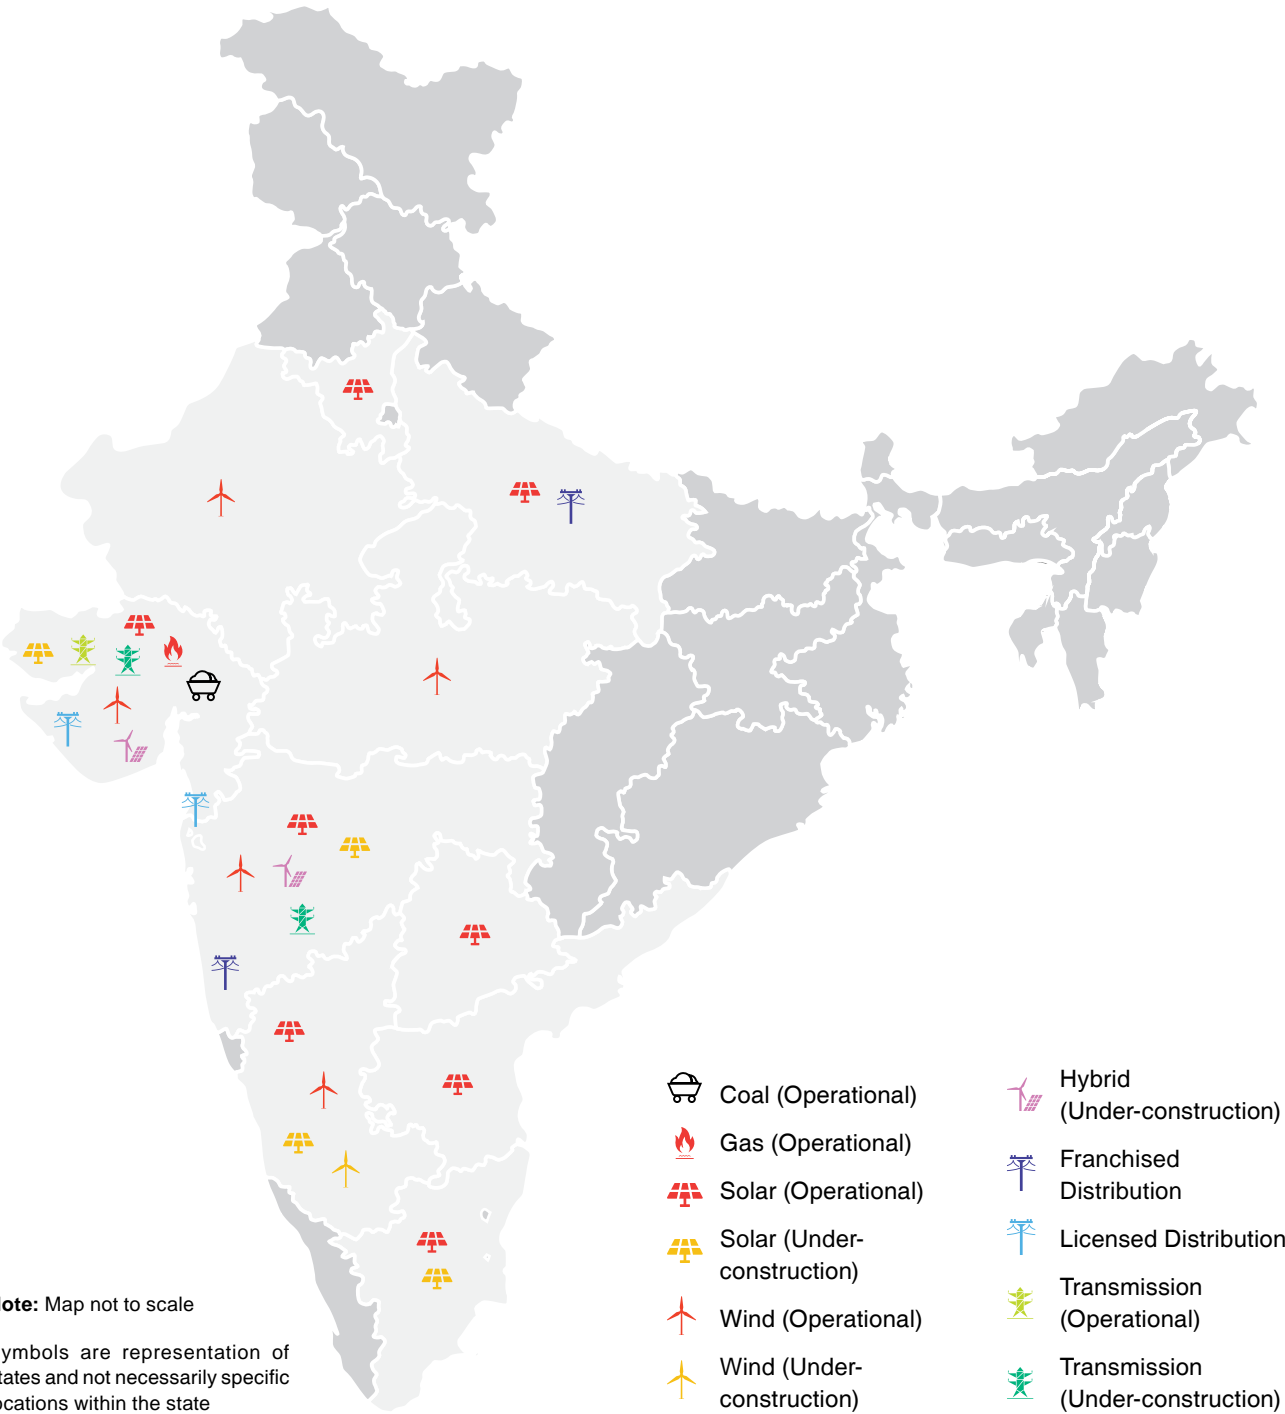 Coal (Operational)
Gas (Operational)
Solar (Operational)
Solar (Under-
construction)
Wind (Operational)
Wind (Under-
construction)
Hybrid
(Under-construction)
Franchised
Distribution
Licensed Distribution
Transmission
(Operational)
Transmission
(Under-construction)
ote: Map not to scale
ymbols are representation of
tates and not necessarily specific
ocations within the state